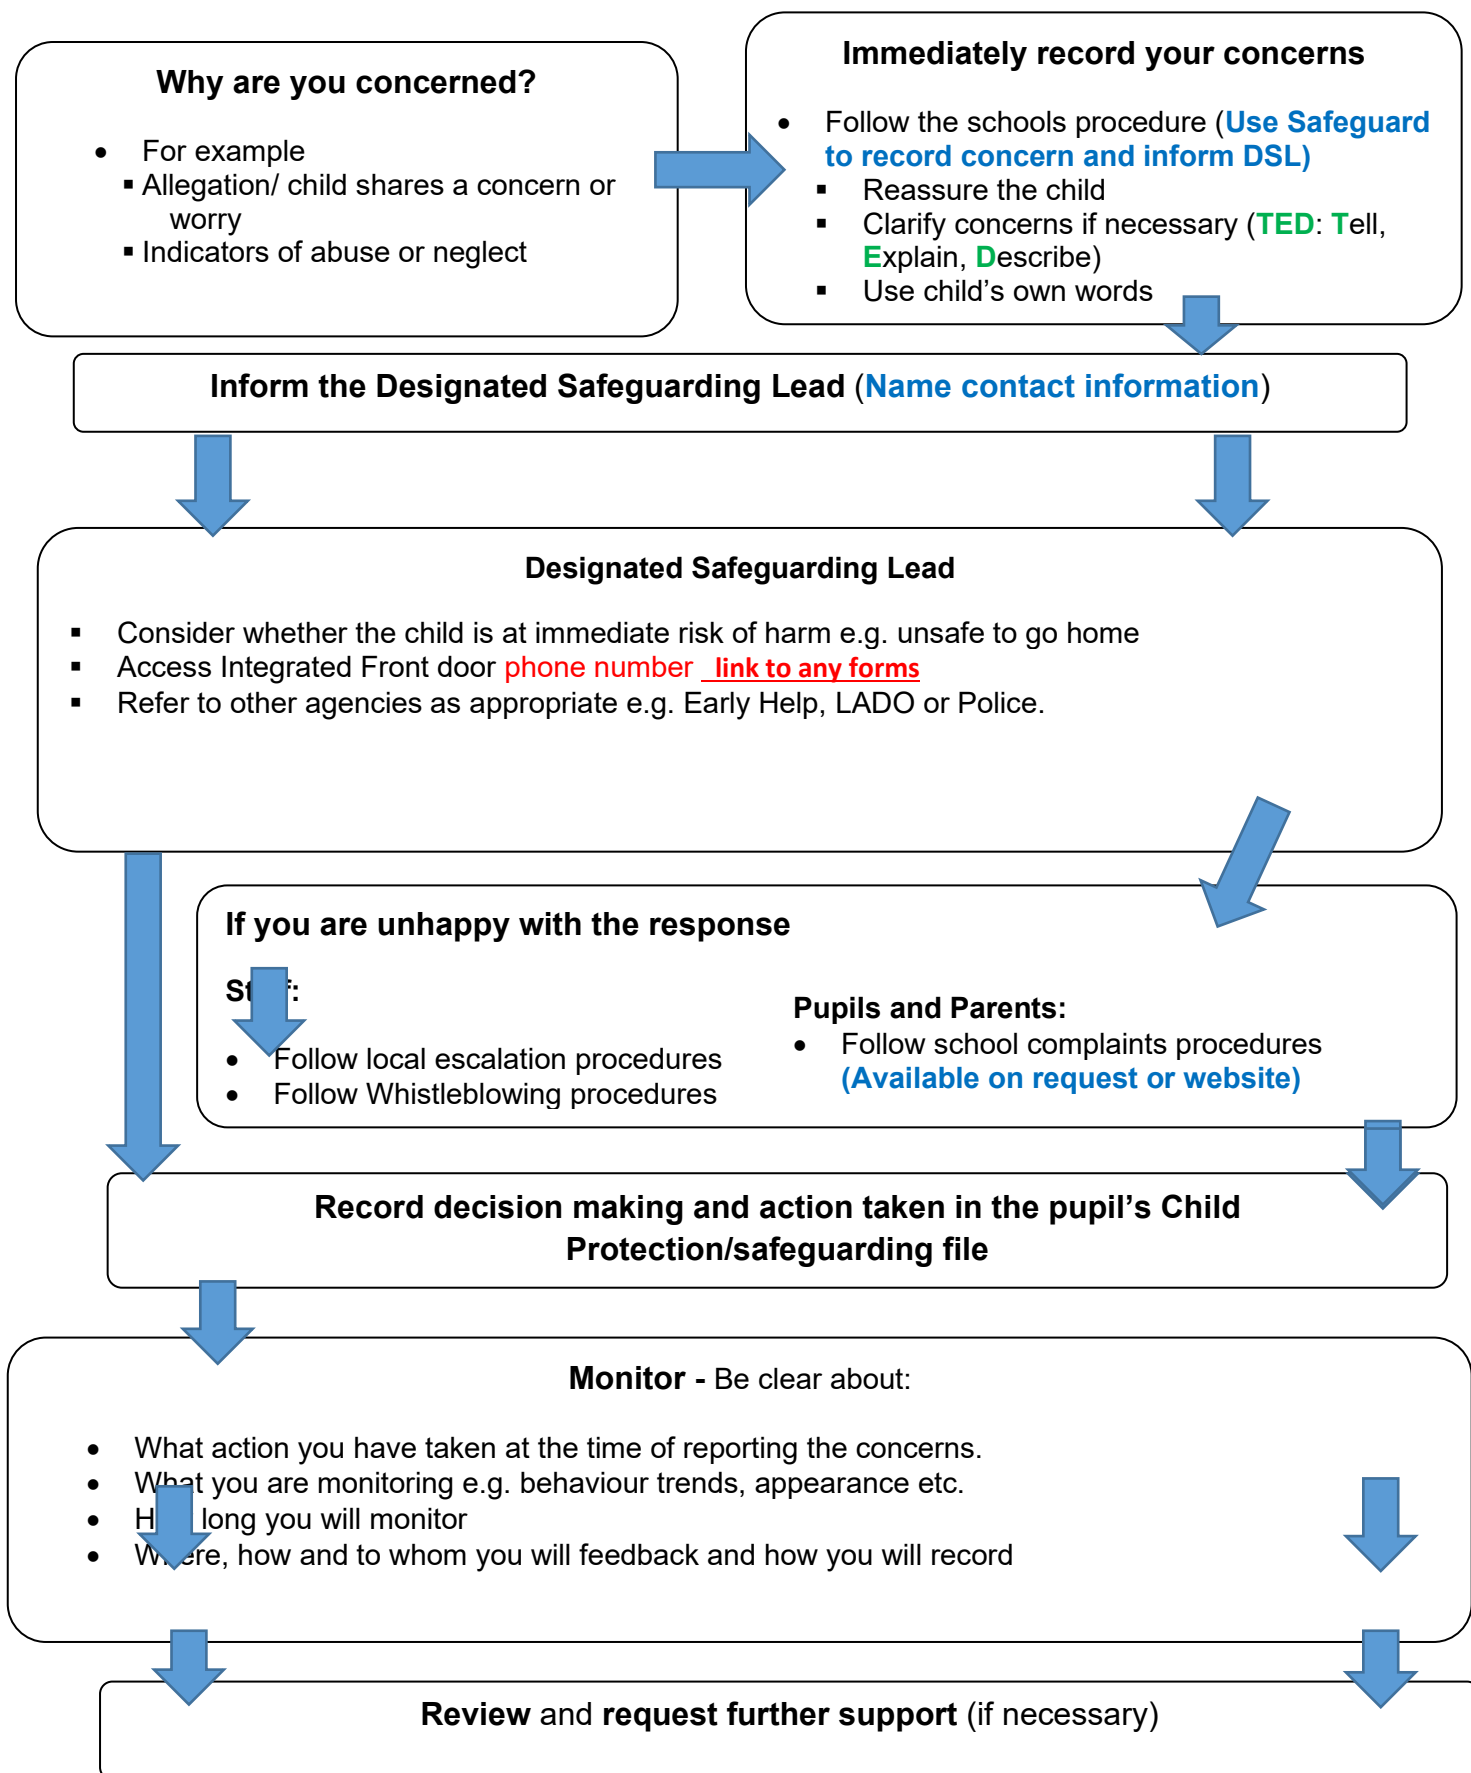 Why are you concerned?
• For example
▪ Allegation/ child shares a concern or
worry
▪ Indicators of abuse or neglect
Immediately record your concerns
• Follow the schools procedure (Use Safeguard
to record concern and inform DSL)
▪ Reassure the child
▪ Clarify concerns if necessary (TED: Tell,
Explain, Describe)
▪ Use child’s own words
Inform the Designated Safeguarding Lead (Name contact information)
Designated Safeguarding Lead
▪ Consider whether the child is at immediate risk of harm e.g. unsafe to go home
▪ Access Integrated Front door phone number link to any forms
▪ Refer to other agencies as appropriate e.g. Early Help, LADO or Police.
If you are unhappy with the response
• Follow local escalation procedures
• Follow Whistleblowing procedures
Pupils and Parents:
• Follow school complaints procedures
(Available on request or website)
Record decision making and action taken in the pupil’s Child
Protection/safeguarding file
Monitor - Be clear about:
• What action you have taken at the time of reporting the concerns.
• What you are monitoring e.g. behaviour trends, appearance etc.
• long you will monitor
• Where, how and to whom you will feedback and how you will record
Review and request further support (if necessary)